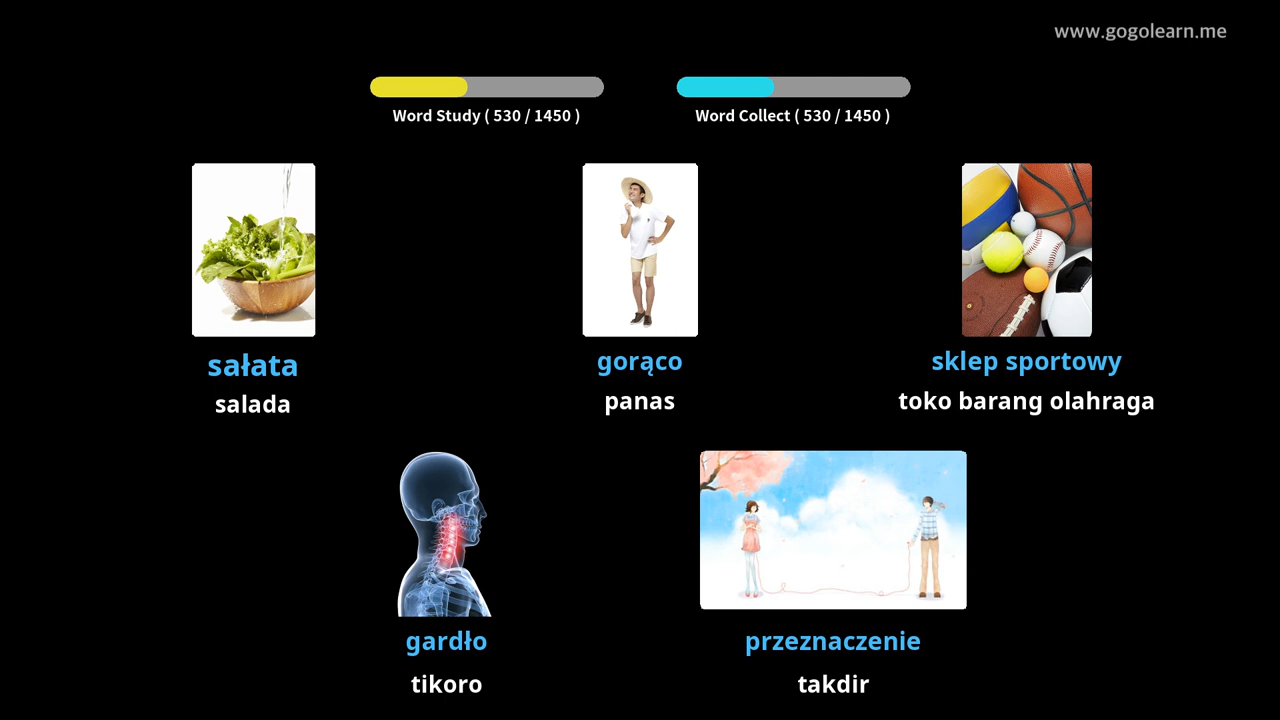 www.gogolearn.me
Word Study ( 530 / 1450 )
Word Collect ( 530 / 1450 )
sałata
salada
gorąco
panas
sklep sportowy
toko barang olahraga
gardło
tikoro
przeznaczenie
takdir